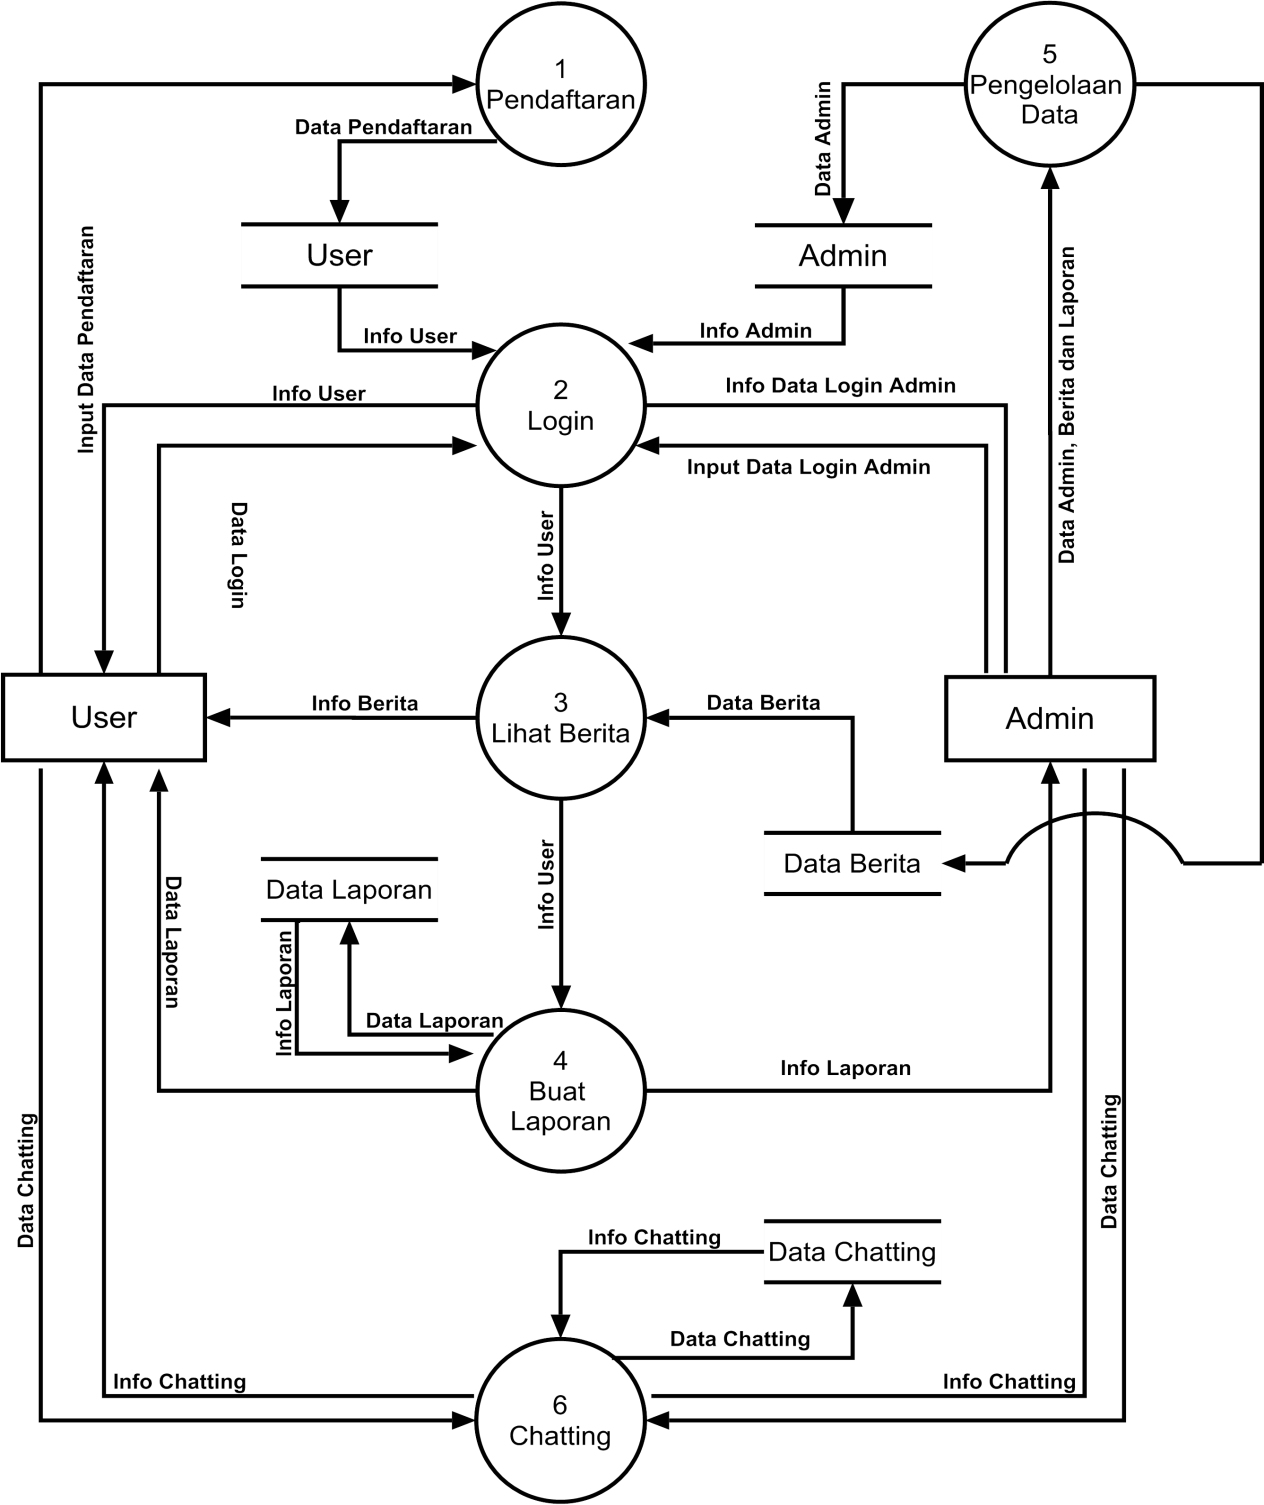 1
Pendaftaran
5
Pengelolaan
Data
Data Pendaftaran
Data Admin
User
Admin
Input Data Pendaftaran
Data Admin, Berita dan Laporan
Info User
Info Admin
2
Login
Info User
Info Data Login Admin
Input Data Login Admin
Data Login
Info User
User
Info Berita
3
Lihat Berita
Data Berita
Admin
Data Laporan
Data Berita
Info User
Data Laporan
Info Laporan
Data Laporan
4
Buat
Laporan
Info Laporan
Data Chatting
Data Chatting
Info Chatting
Data Chatting
Data Chatting
Info Chatting
6
Chatting
Info Chatting